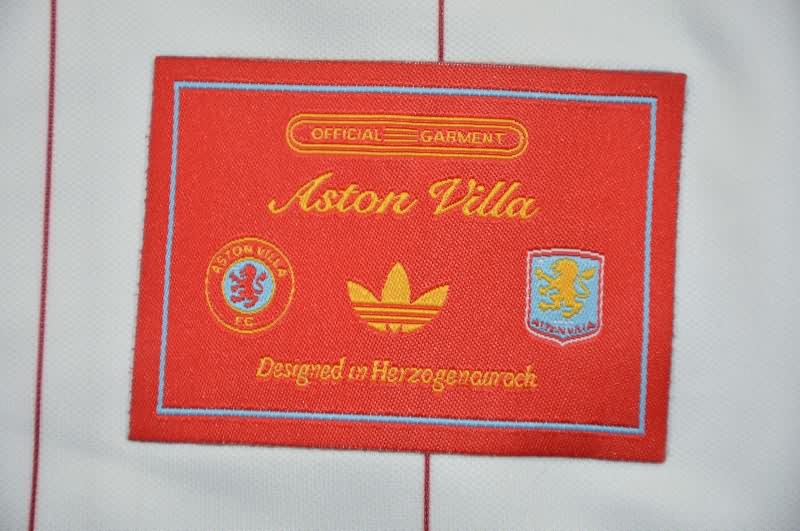 OFFICIAL GARMENT
Aston Villa
ASTON VILLA
F.C.
Designed in Herzogenaurach